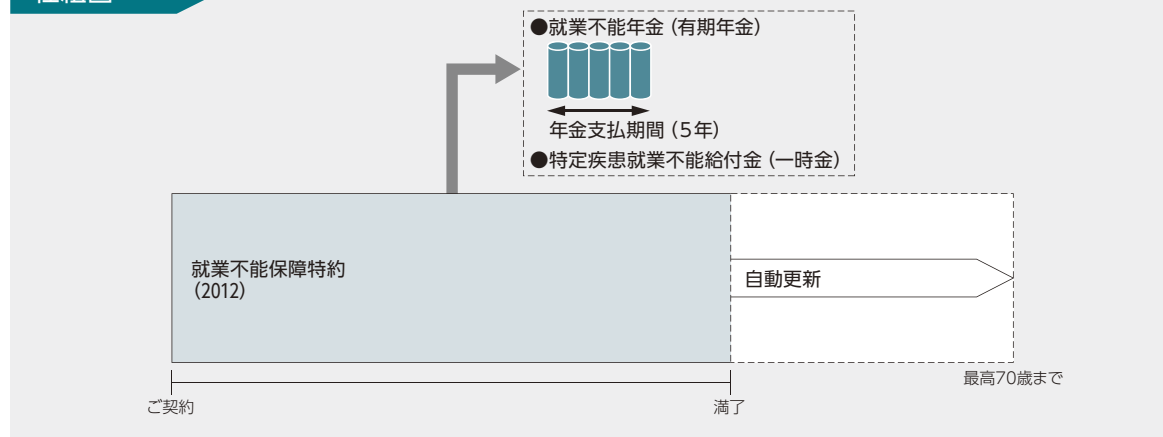 ●就業不能年金（有期年金）
年金支払期間（5年）
●特定疾患就業不能給付金（一時金）
就業不能保障特約
（2012）
自動更新
最高70歳まで
ご契約
満了